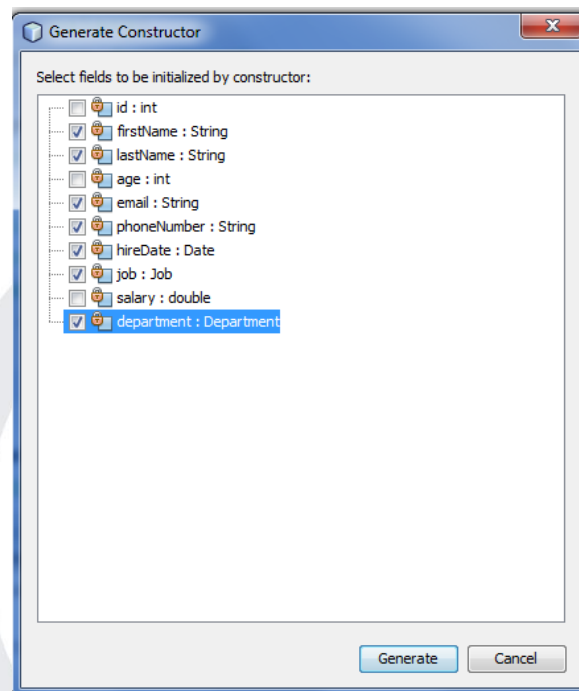 Generate Constructor
Select fields to be initialized by constructor:
id : int
firstName : String
lastName : String
age : int
email : String
phoneNumber : String
hireDate : Date
job : Job
salary : double
department : Department
Generate Cancel